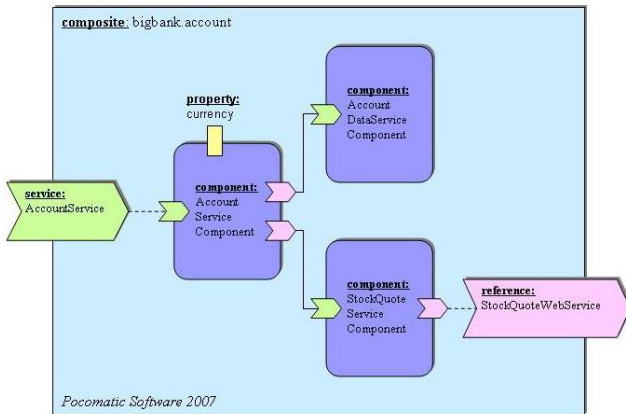 composite: bigbank.account
component:
Account
DataService
Component
property:
currency
service:
AccountService
component:
Account
Service
Component
component:
StockQuote
Service
Component
reference:
StockQuoteWebService
Pocomatic Software 2007